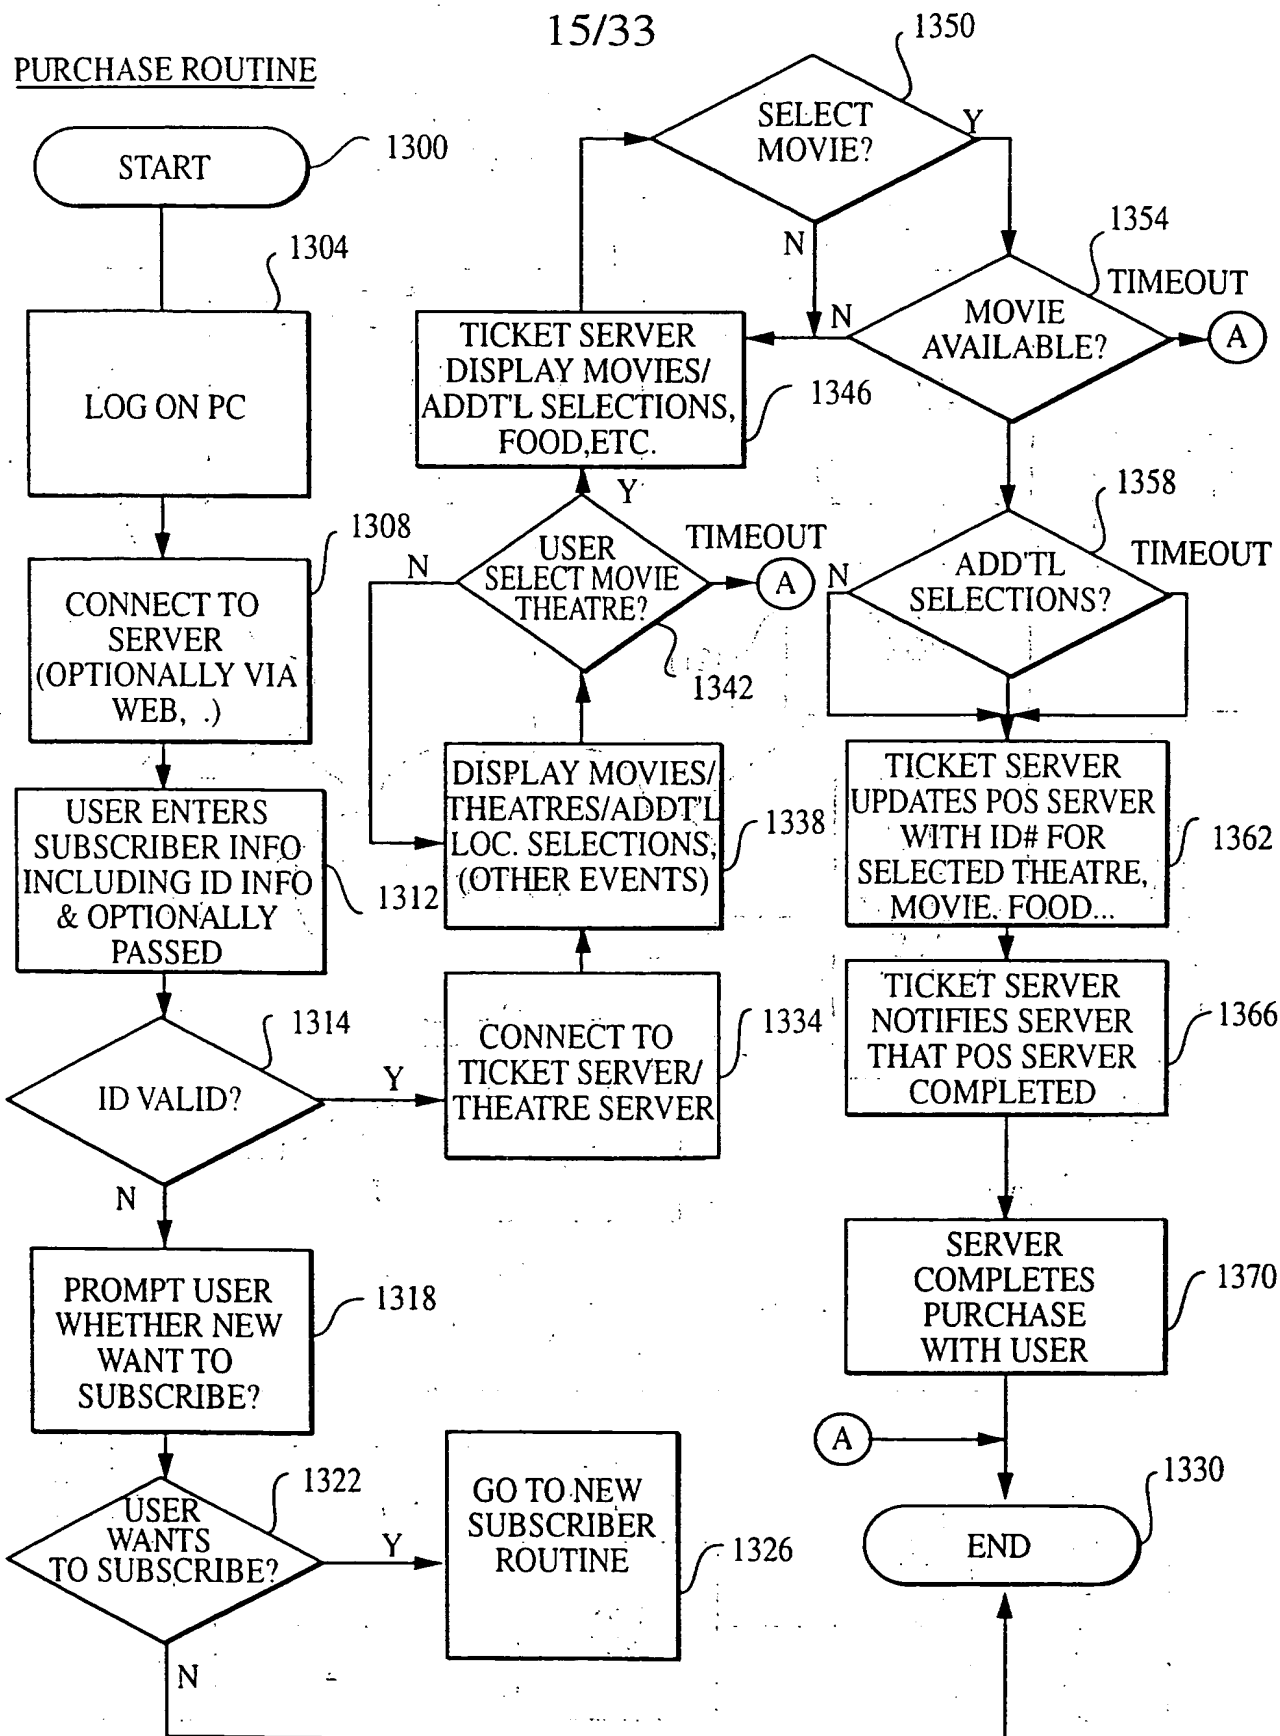 15/33
PURCHASE ROUTINE
START
1300
1304
LOG ON PC
1308
CONNECT TO
SERVER
(OPTIONALLY VIA
WEB, .)
USER ENTERS
SUBSCRIBER INFO
INCLUDING ID INFO
& OPTIONALLY
PASSED
1312
1314
ID VALID?
Y
N
PROMPT USER
WHETHER NEW
WANT TO
SUBSCRIBE?
1318
1322
USER
WANTS
TO SUBSCRIBE?
Y
N
GO TO NEW
SUBSCRIBER
ROUTINE
1326
CONNECT TO
TICKET SERVER/
THEATRE SERVER
1334
DISPLAY MOVIES/
THEATRES/ADDT'L
LOC. SELECTIONS,
(OTHER EVENTS)
1338
USER
SELECT MOVIE
THEATRE?
N
Y
TIMEOUT
A
1342
TICKET SERVER
DISPLAY MOVIES/
ADDT'L SELECTIONS,
FOOD,ETC.
1346
1350
SELECT
MOVIE?
Y
N
1354
MOVIE
AVAILABLE?
N
TIMEOUT
A
1358
ADD'TL
SELECTIONS?
N
TIMEOUT
TICKET SERVER
UPDATES POS SERVER
WITH ID# FOR
SELECTED THEATRE,
MOVIE. FOOD...
1362
TICKET SERVER
NOTIFIES SERVER
THAT POS SERVER
COMPLETED
1366
SERVER
COMPLETES
PURCHASE
WITH USER
1370
A
1330
END